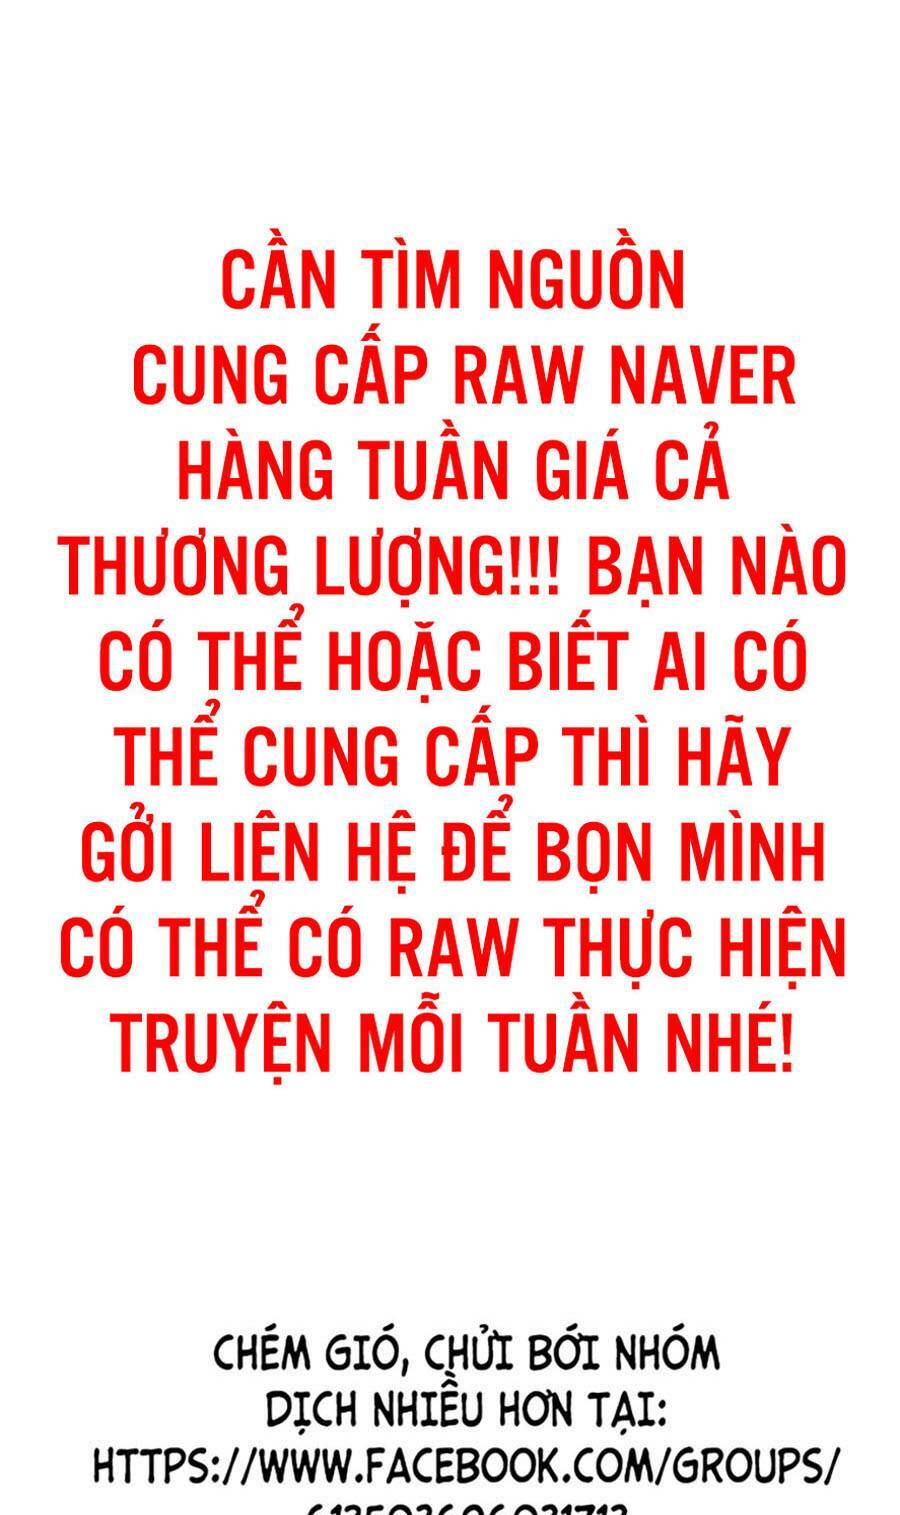 CẦN TÌM NGUỒN
CUNG CẤP RAW NAVER
HÀNG TUẦN GIÁ CẢ
THƯƠNG LƯỢNG!!! BẠN NÀO
CÓ THỂ HOẶC BIẾT AI CÓ
THỂ CUNG CẤP THÌ HÃY
GỞI LIÊN HỆ ĐỂ BỌN MÌNH
CÓ THỂ CÓ RAW THỰC HIỆN
TRUYỆN MỖI TUẦN NHÉ!
CHÉM GIÓ, CHỬI BỚI NHÓM
DỊCH NHIỀU HƠN TẠI:
HTTPS://WWW.FACEBOOK.COM/GROUPS/